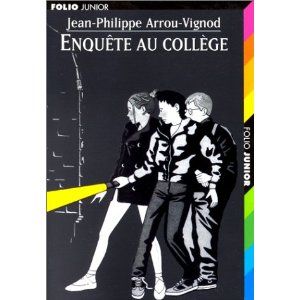 FOLIO JUNIOR
Jean-Philippe Arrou-Vignod
ENQUÊTE AU COLLÈGE
FOLIO JUNIOR